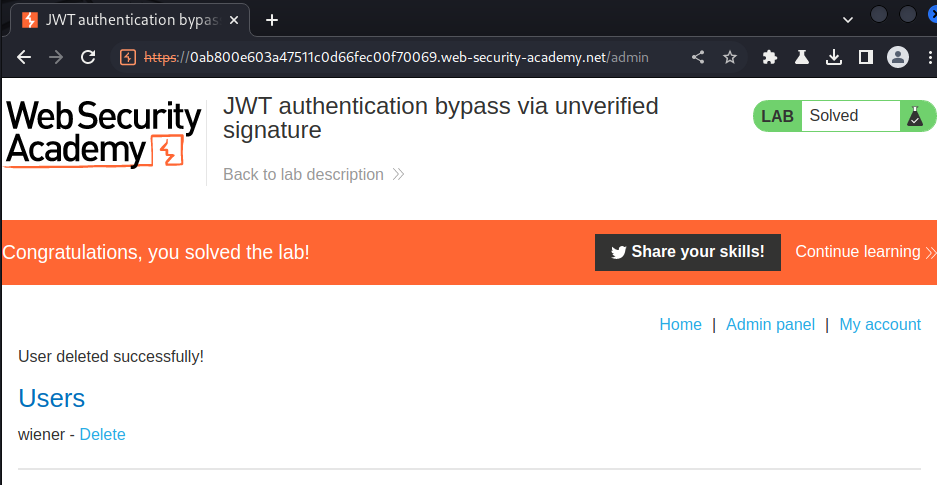 JWT authentication bypas
https://0ab800e603a47511c0d66fec00f70069.web-security-academy.net/admin
Web Security
Academy
JWT authentication bypass via unverified
signature
LAB Solved
Back to lab description
Congratulations, you solved the lab!
Share your skills!
Continue learning
Home | Admin panel | My account
User deleted successfully!
Users
wiener - Delete